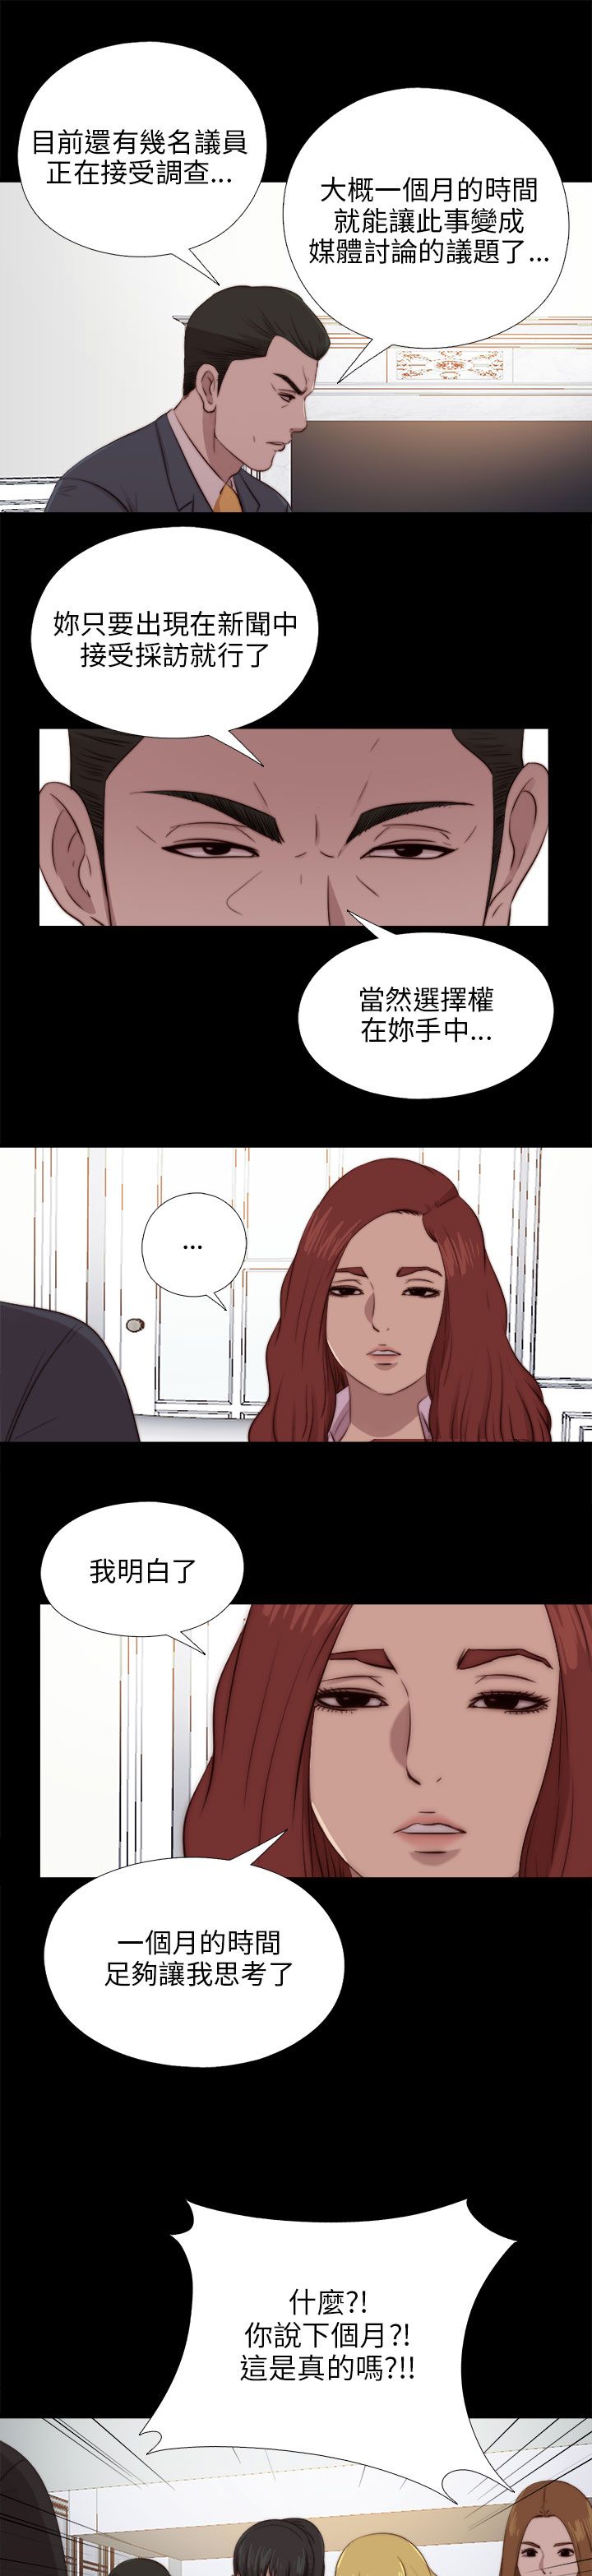 目前還有幾名議員
正在接受調查...
大概一個月的時間
就能讓此事變成
媒體討論的議題了...
妳只要出現在新聞中
接受採訪就行了
當然選擇權
在妳手中...
...
我明白了
一個月的時間
足夠讓我思考了
什麼?!
你說下個月?!
這是真的嗎?!!